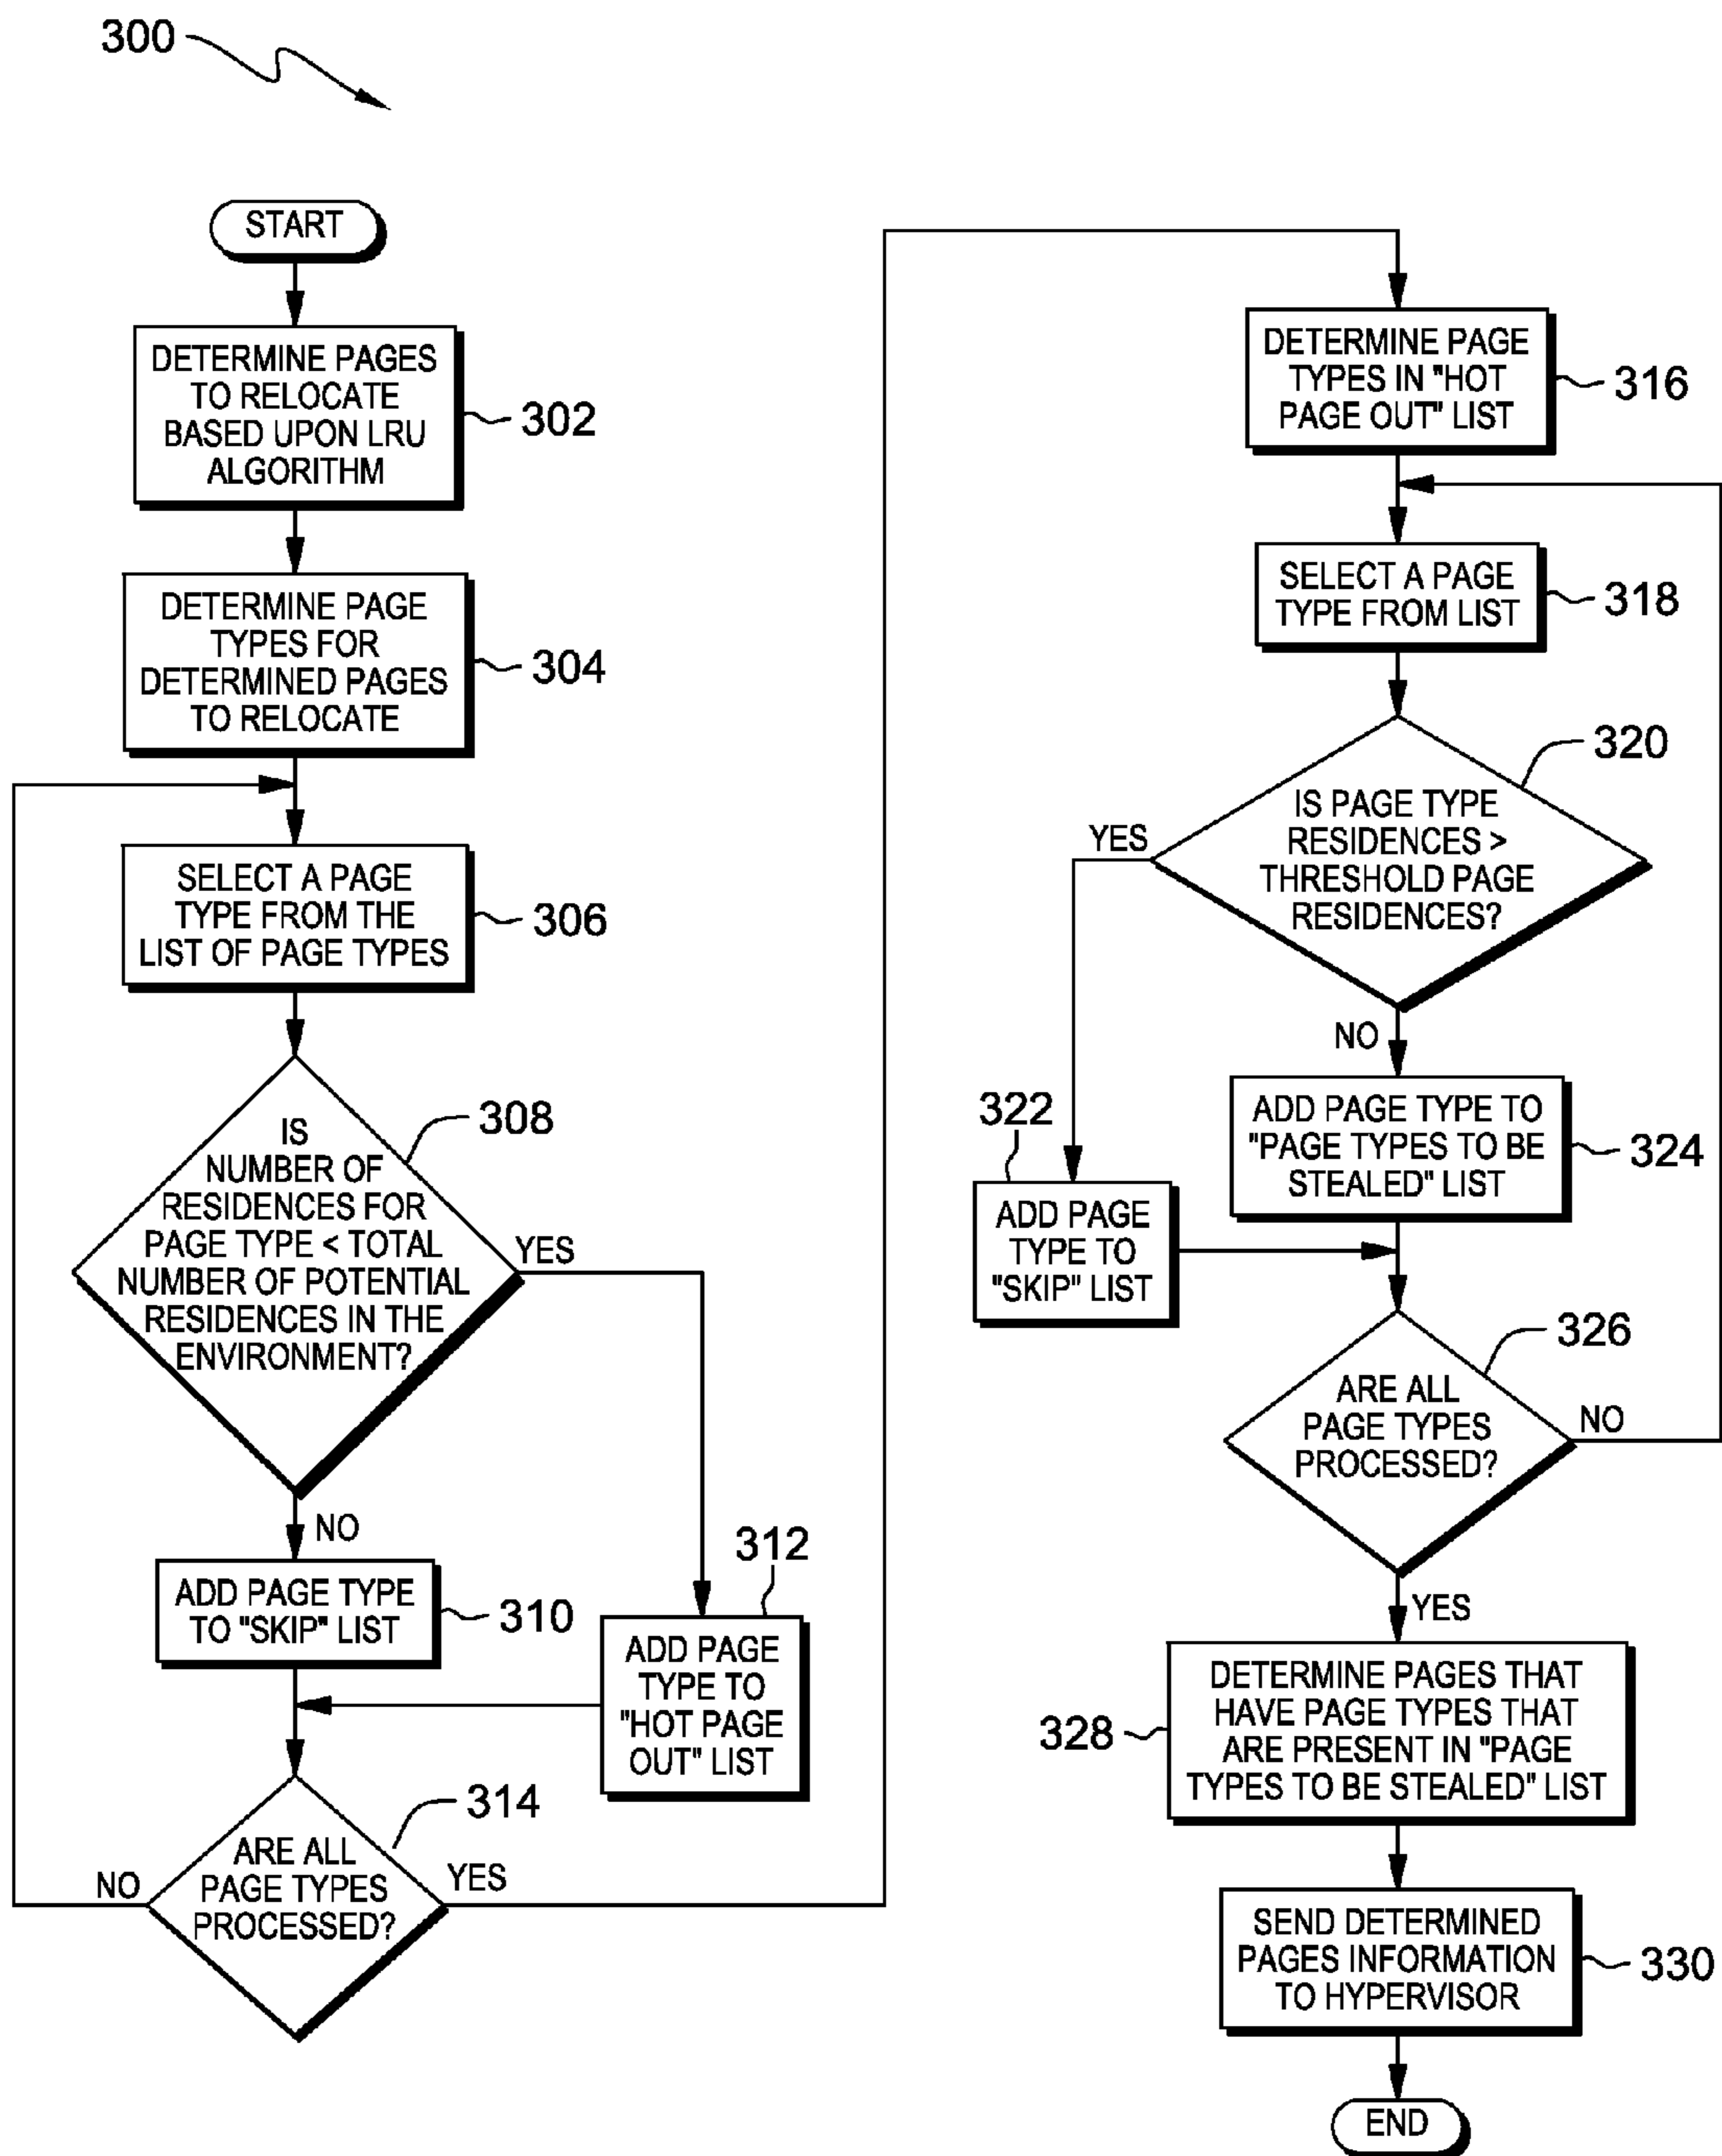 300
START
DETERMINE PAGES
TO RELOCATE
BASED UPON LRU
ALGORITHM
302
DETERMINE PAGE
TYPES FOR
DETERMINED PAGES
TO RELOCATE
304
SELECT A PAGE
TYPE FROM THE
LIST OF PAGE TYPES
306
IS
NUMBER OF
RESIDENCES FOR
PAGE TYPE < TOTAL
NUMBER OF POTENTIAL
RESIDENCES IN THE
ENVIRONMENT?
308
YES
NO
ADD PAGE TYPE
TO "SKIP" LIST
310
312
ADD PAGE
TYPE TO
"HOT PAGE
OUT" LIST
ARE ALL
PAGE TYPES
PROCESSED?
314
NO
YES
DETERMINE PAGE
TYPES IN "HOT
PAGE OUT" LIST
316
SELECT A PAGE
TYPE FROM LIST
318
IS PAGE TYPE
RESIDENCES >
THRESHOLD PAGE
RESIDENCES?
320
YES
NO
322
ADD PAGE
TYPE TO
"SKIP" LIST
ADD PAGE TYPE TO
"PAGE TYPES TO BE
STEALED" LIST
324
ARE ALL
PAGE TYPES
PROCESSED?
326
NO
YES
DETERMINE PAGES THAT
HAVE PAGE TYPES THAT
ARE PRESENT IN "PAGE
TYPES TO BE STEALED" LIST
328
SEND DETERMINED
PAGES INFORMATION
TO HYPERVISOR
330
END